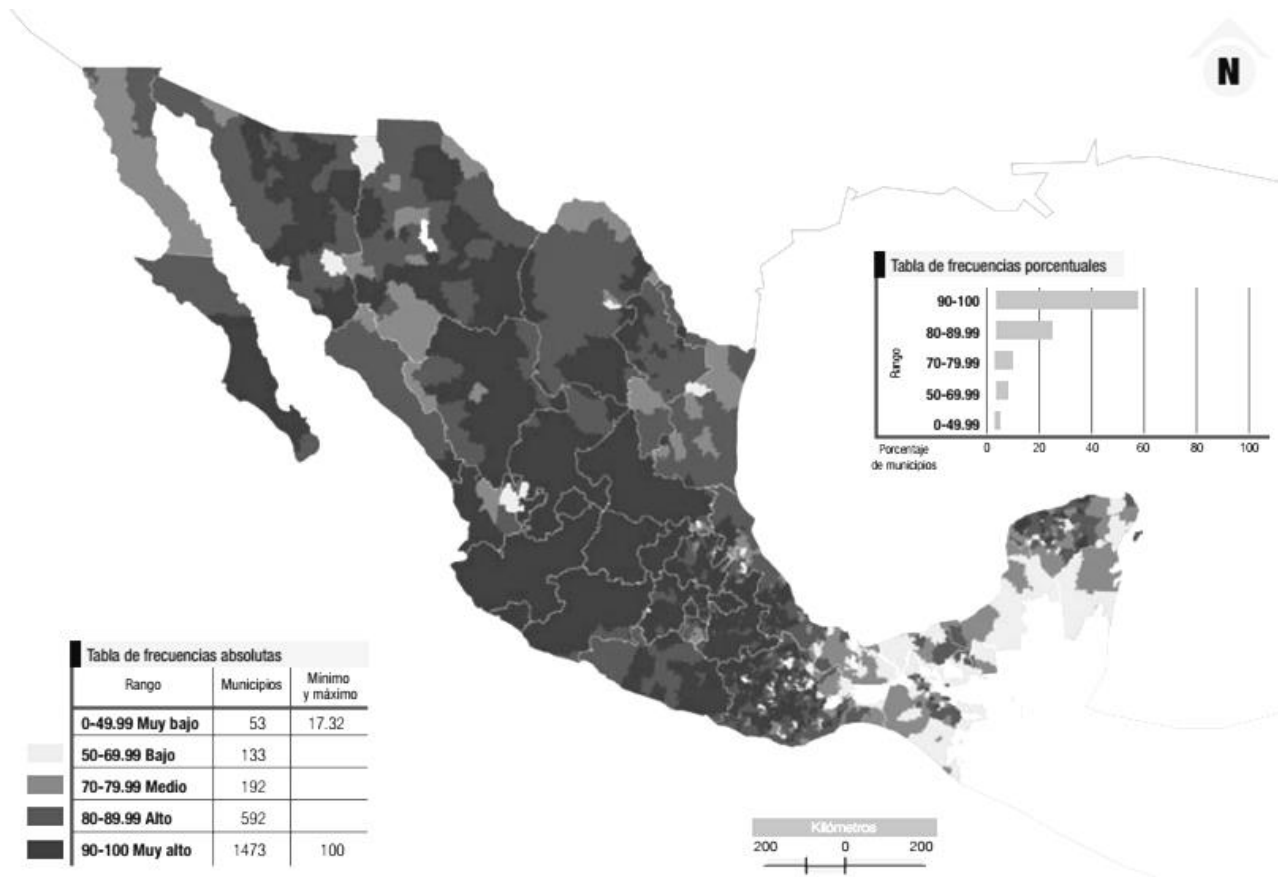 N
Tabla de frecuencias porcentuales
90-100
80-89.99
70-79.99
50-69.99
0-49.99
Rango
Porcentaje
de municipios
0 20 40 60 80 100
Tabla de frecuencias absolutas
Rango Municipios Mínimo
y máximo
0-49.99 Muy bajo 53 17.32
50-69.99 Bajo 133
70-79.99 Medio 192
80-89.99 Alto 592
90-100 Muy alto 1473 100
Kilómetros
200 0 200